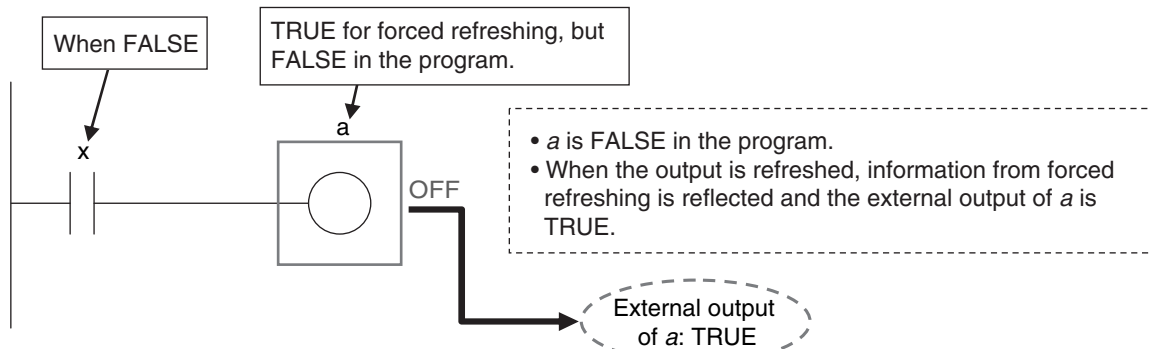 When FALSE
TRUE for forced refreshing, but
FALSE in the program.
x
a
OFF
• a is FALSE in the program.
• When the output is refreshed, information from forced
refreshing is reflected and the external output of a is
TRUE.
External output
of a: TRUE